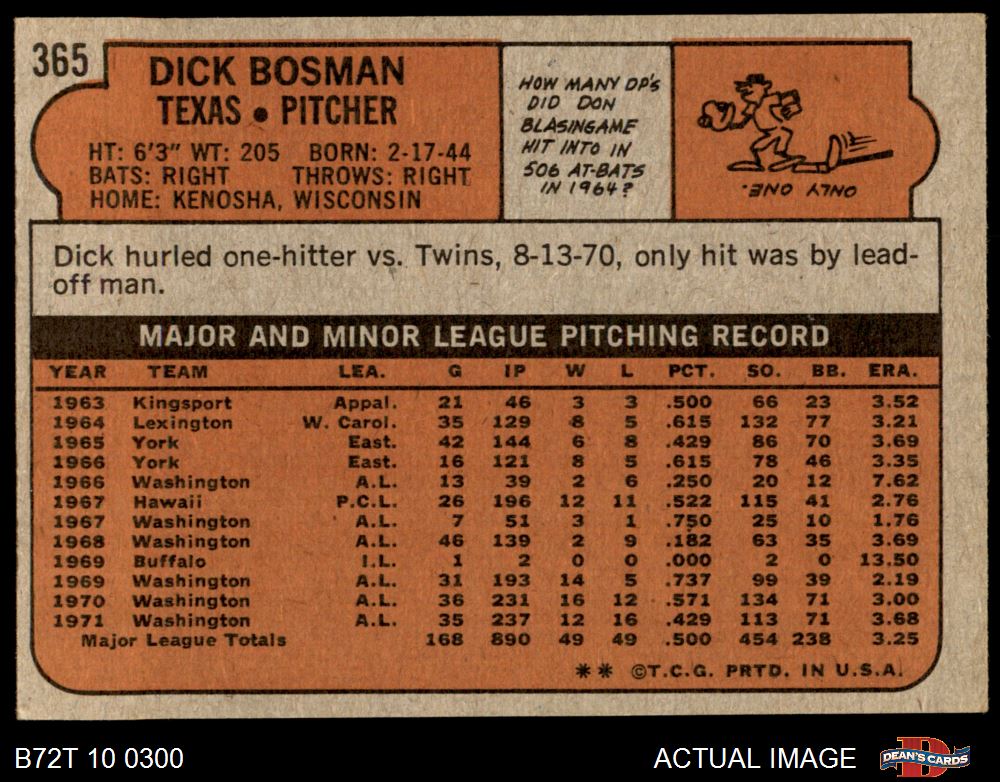 365
DICK BOSMAN
TEXAS • PITCHER
HT: 6'3" WT: 205 BORN: 2-17-44
BATS: RIGHT THROWS: RIGHT
HOME: KENOSHA, WISCONSIN
HOW MANY DP'S
DID DON
BLASINGAME
HIT INTO IN
506 AT-BATS
IN 1964?
ONLY ONE.
Dick hurled one-hitter vs. Twins, 8-13-70, only hit was by lead-
off man.
MAJOR AND MINOR LEAGUE PITCHING RECORD
YEAR TEAM LEA. G IP W L PCT. SO. BB. ERA.
1963 Kingsport Appal. 21 46 3 3 .500 66 23 3.52
1964 Lexington W. Carol. 35 129 8 5 .615 132 77 3.21
1965 York East. 42 144 6 8 .429 86 70 3.69
1966 York East. 16 121 8 5 .615 78 46 3.35
1966 Washington A.L. 13 39 2 6 .250 20 12 7.62
1967 Hawaii P.C.L. 26 196 12 11 .522 115 41 2.76
1967 Washington A.L. 7 51 3 1 .750 25 10 1.76
1968 Washington A.L. 46 139 2 9 .182 63 35 3.69
1969 Buffalo I.L. 1 2 0 0 .000 2 0 13.50
1969 Washington A.L. 31 193 14 5 .737 99 39 2.19
1970 Washington A.L. 36 231 16 12 .571 134 71 3.00
1971 Washington A.L. 35 237 12 16 .429 113 71 3.68
Major League Totals 168 890 49 49 .500 454 238 3.25
** ©T.C.G. PRTD. IN U.S.A.
B72T 10 0300
ACTUAL IMAGE
DEAN'S CARDS